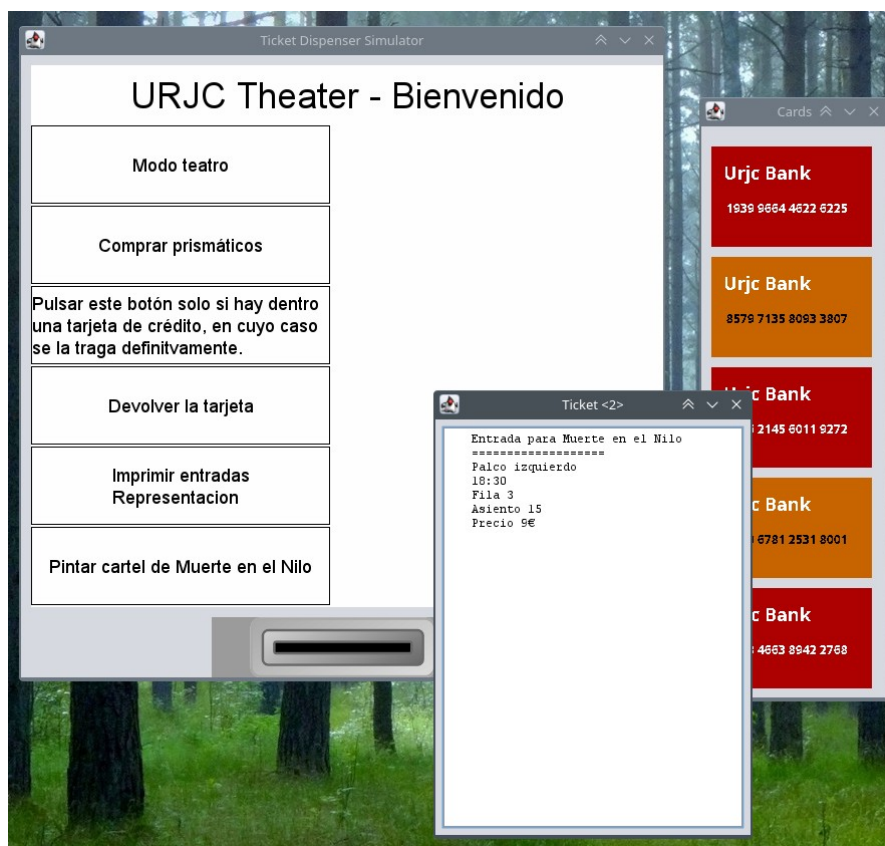 Ticket Dispenser Simulator
URJC Theater - Bienvenido
Modo teatro
Comprar prismáticos
Pulsar este botón solo si hay dentro
una tarjeta de crédito, en cuyo caso
se la traga definitvamente.
Devolver la tarjeta
Imprimir entradas
Representacion
Pintar cartel de Muerte en el Nilo
Cards
Urjc Bank
1939 9664 4622 6225
Urjc Bank
8579 7135 8093 3807
Bank
2145 6011 9272
Bank
6781 2531 8001
Bank
4663 8942 2768
Ticket <2>
Entrada para Muerte en el Nilo
===================
Palco izquierdo
18:30
Fila 3
Asiento 15
Precio 9€